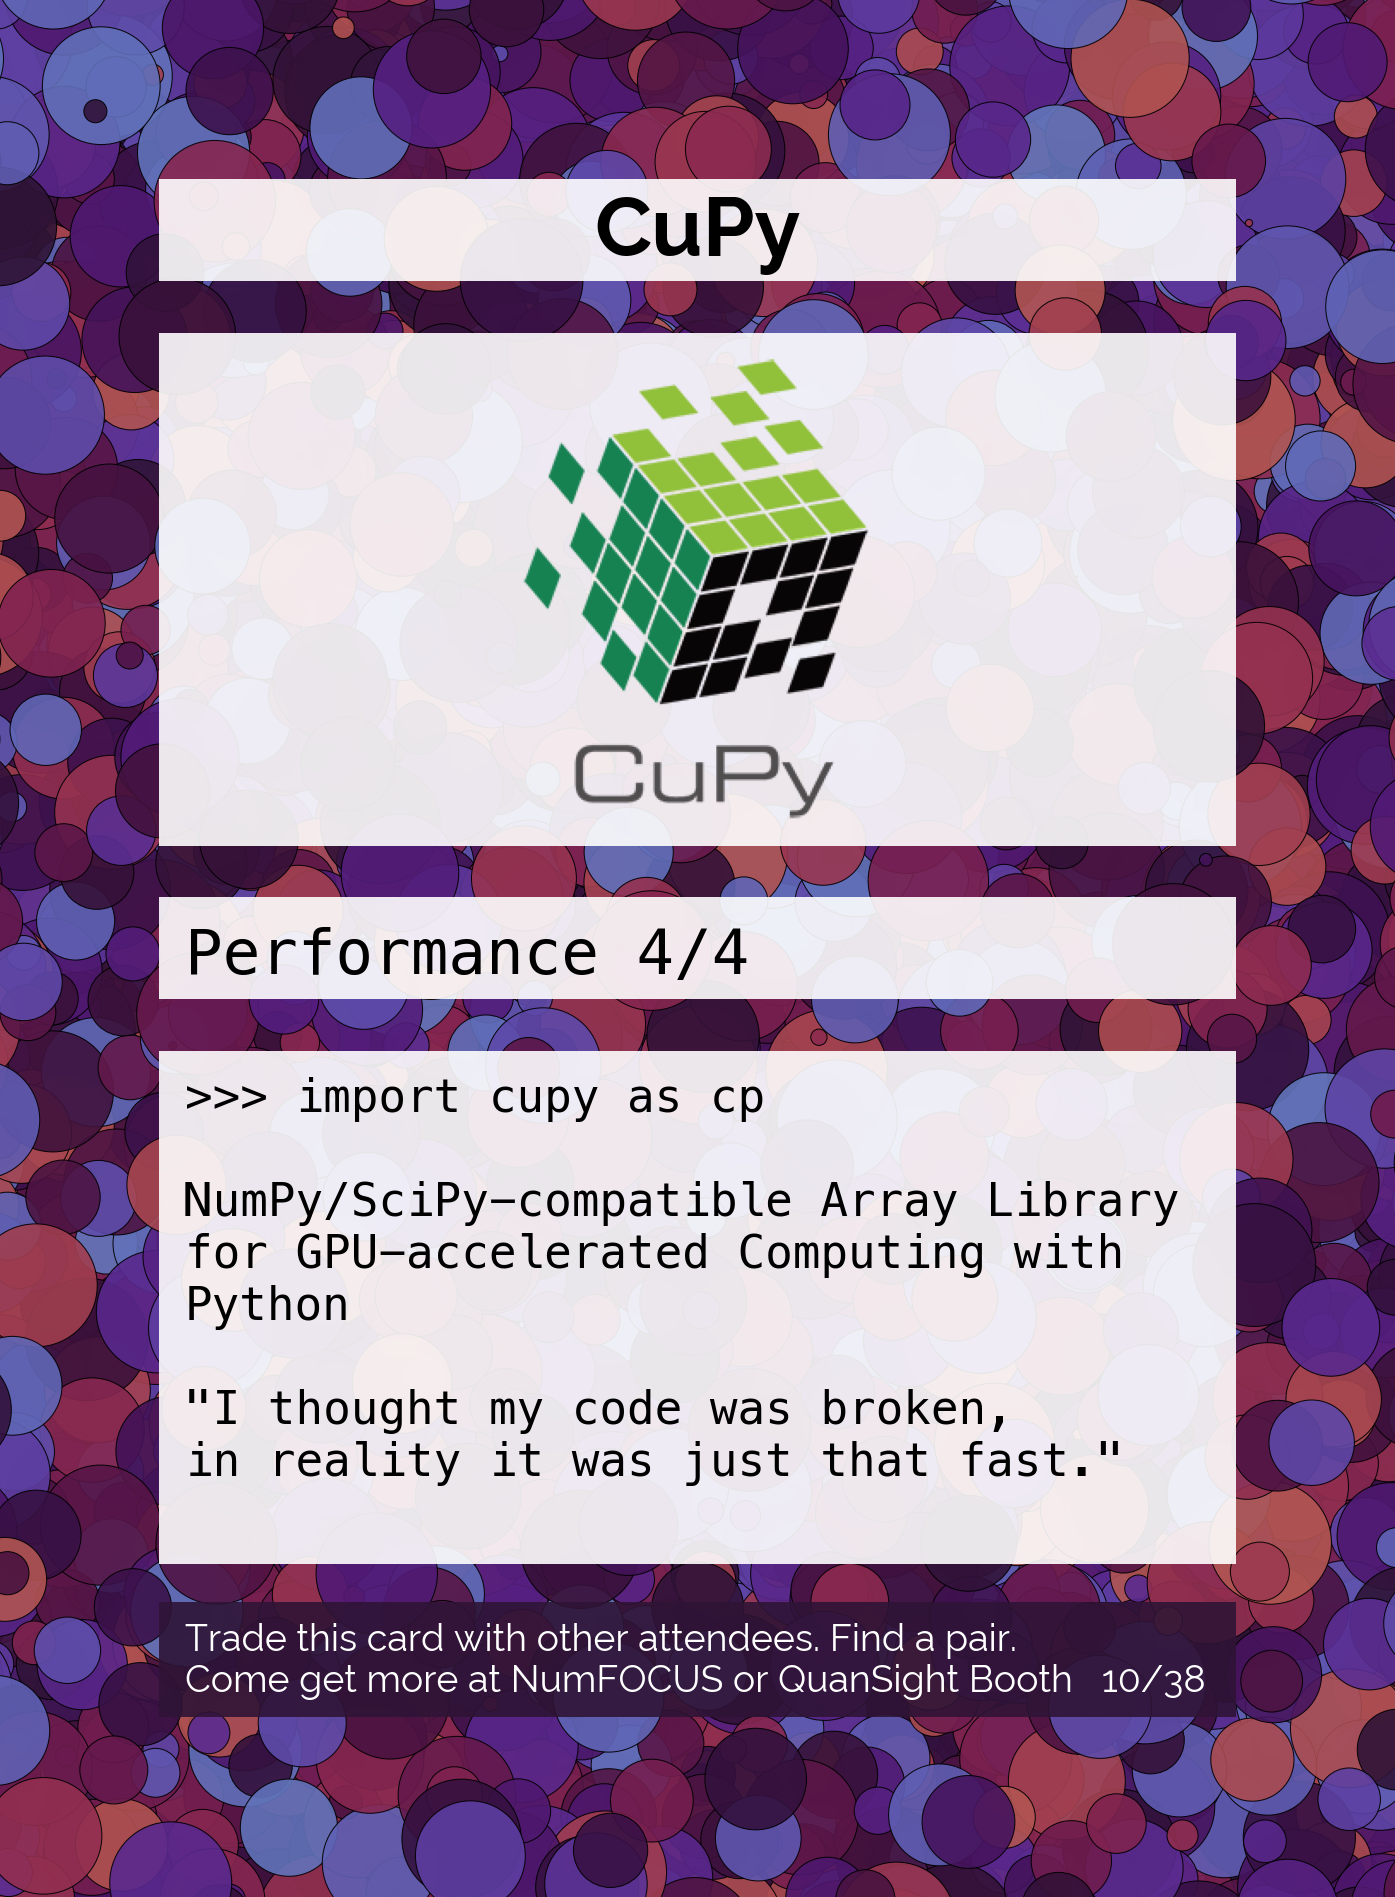 CuPy
CuPy
Performance 4/4
>>> import cupy as cp
NumPy/SciPy-compatible Array Library
for GPU-accelerated Computing with
Python
"I thought my code was broken,
in reality it was just that fast."
Trade this card with other attendees. Find a pair.
Come get more at NumFOCUS or QuanSight Booth 10/38